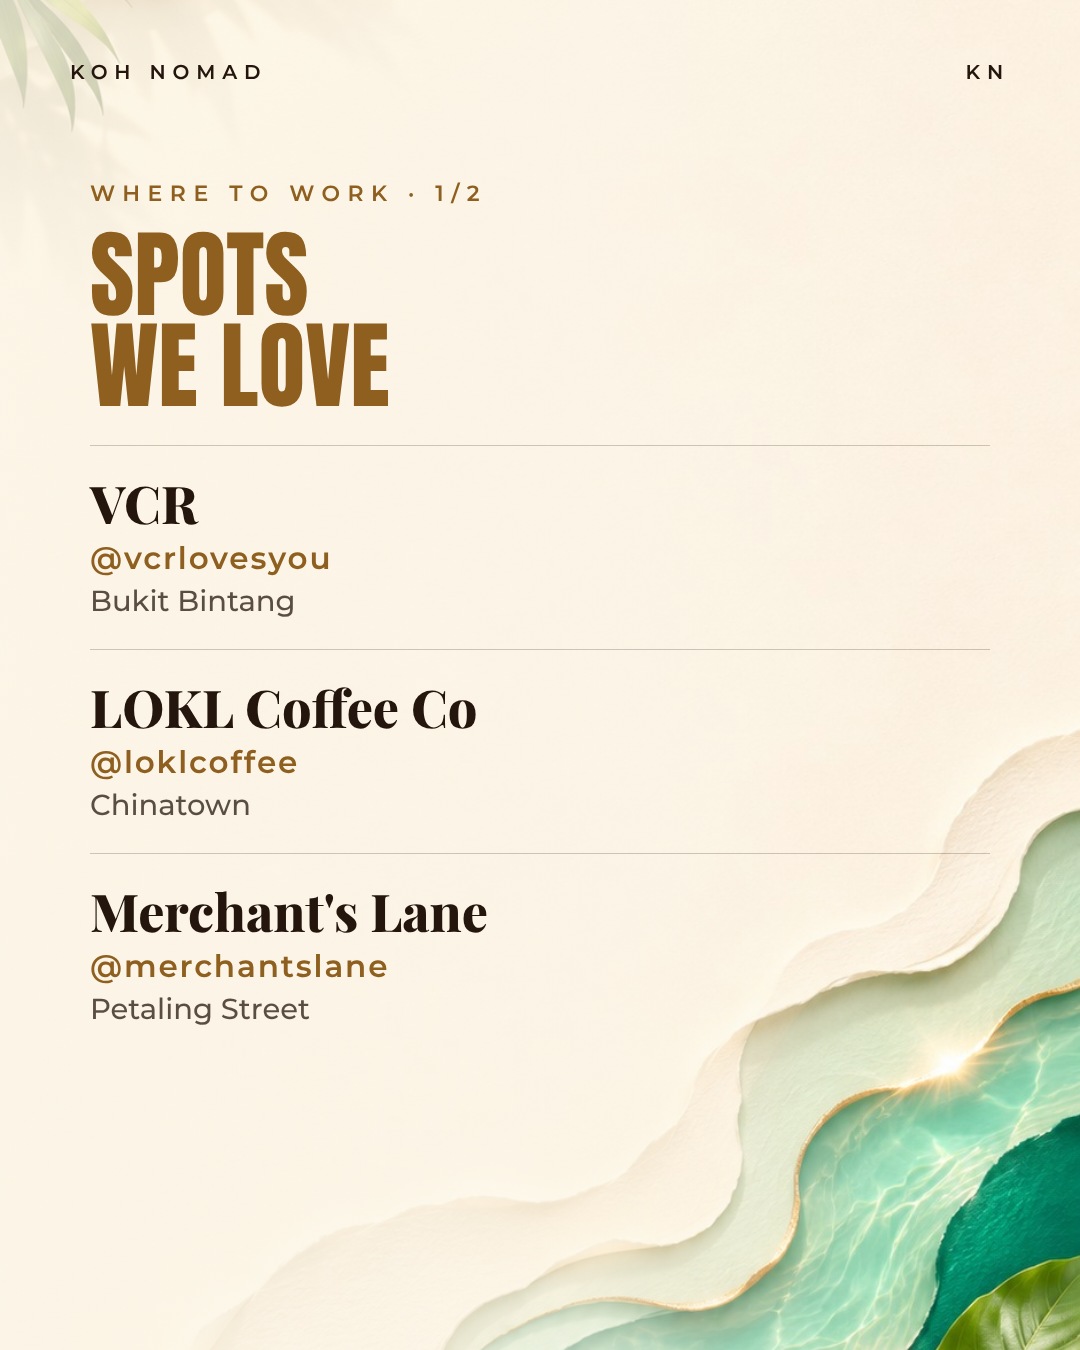 KOH NOMAD
KN
WHERE TO WORK · 1/2
SPOTS
WE LOVE
VCR
@vcrlovesyou
Bukit Bintang
LOKL Coffee Co
@loklcoffee
Chinatown
Merchant's Lane
@merchantslane
Petaling Street